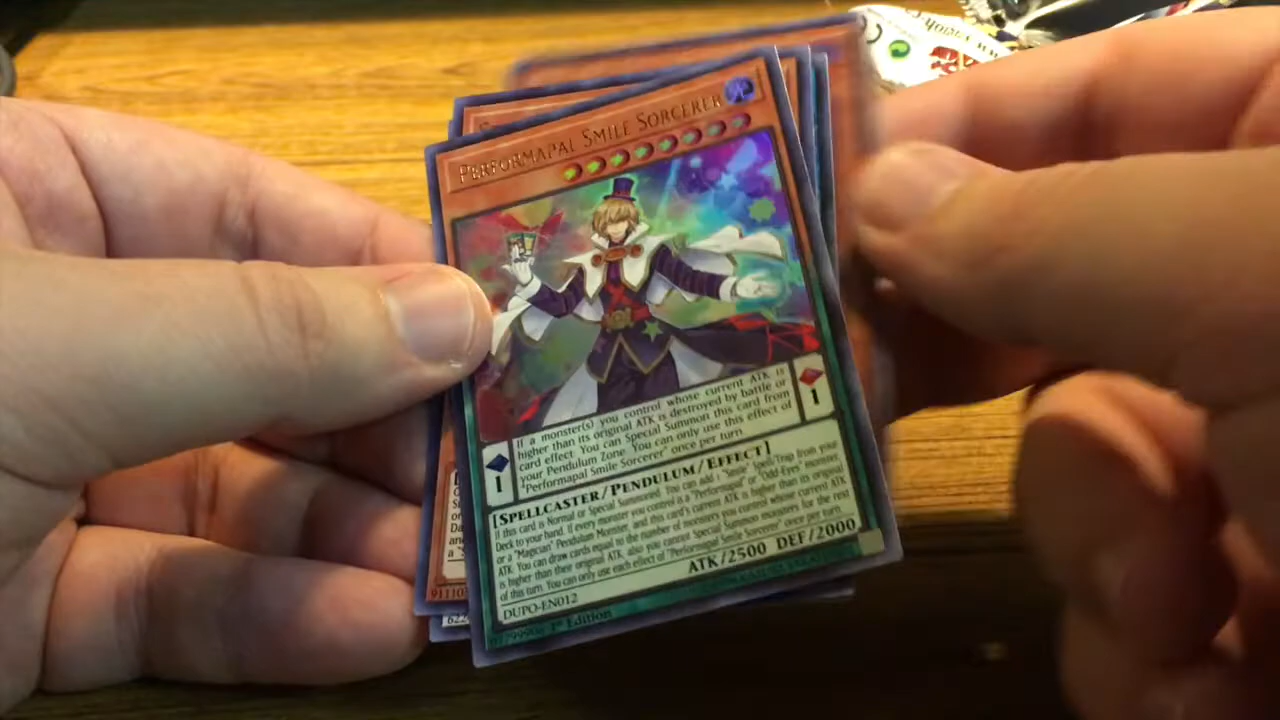 PERFORMAPAL SMILE SORCERER
If a monster(s) you control whose current ATK is
higher than its original ATK is destroyed by battle or
card effect: You can Special Summon this card from
your Pendulum Zone. You can only use this effect of
"Performapal Smile Sorcerer" once per turn.
1
1
[SPELLCASTER/PENDULUM/EFFECT]
If this card is Normal or Special Summoned: You can add 1 "Smile" Spell/Trap from your
Deck to your hand. If every monster you control is a "Performapal" or "Odd-Eyes" monster,
or a "Magician" Pendulum Monster, and this card's current ATK is higher than its original
ATK: You can draw cards equal to the number of monsters you control whose current ATK
is higher than their original ATK, also you cannot Special Summon monsters for the rest
of this turn. You can only use each effect of "Performapal Smile Sorcerer" once per turn.
ATK/2500 DEF/2000
DUPO-EN012
1st Edition
91110
622